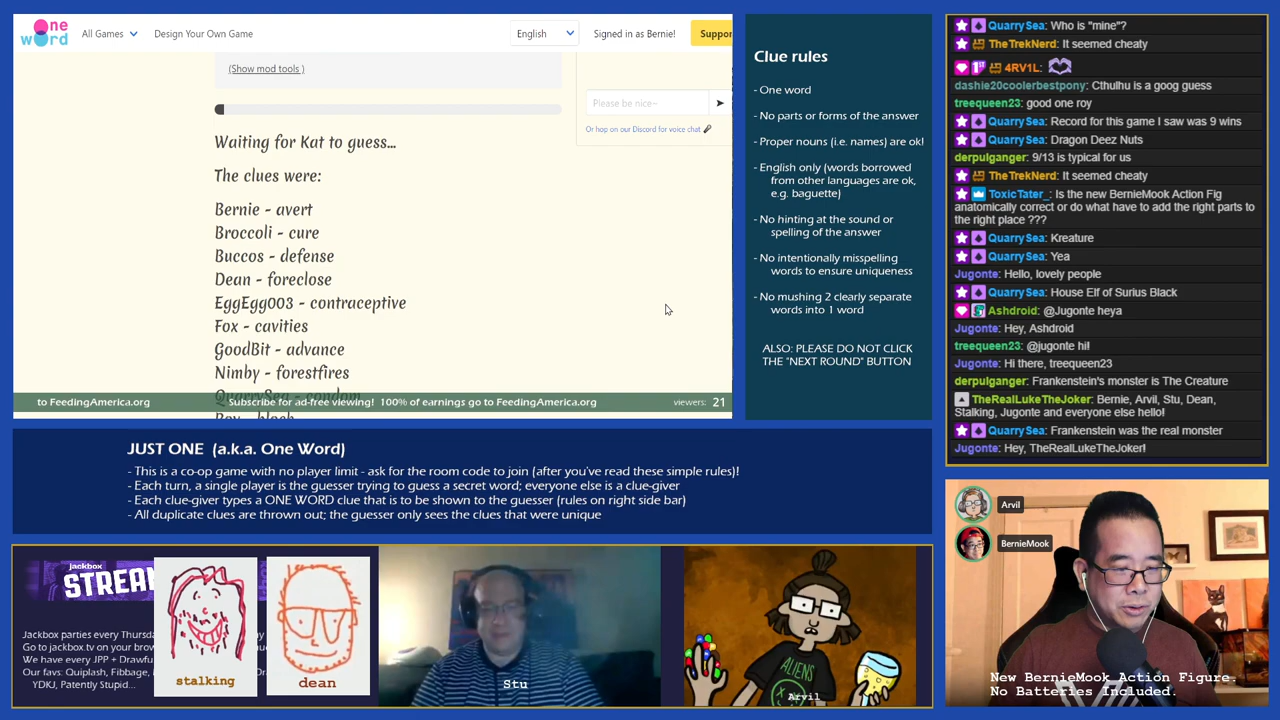 One
word
All Games
Design Your Own Game
English
Signed in as Bernie!
Suppor
(Show mod tools )
Please be nice~
Or hop on our Discord for voice chat
Waiting for Kat to guess...
The clues were:
Bernie - avert
Broccoli - cure
Buccos - defense
Dean - foreclose
EggEgg003 - contraceptive
Fox - cavities
GoodBit - advance
Nimby - forestfires
QuarrySea - condom
Roy - block
to FeedingAmerica.org
Subscribe for ad-free viewing! 100% of earnings go to FeedingAmerica.org
viewers: 21
Clue rules
- One word
- No parts or forms of the answer
- Proper nouns (i.e. names) are ok!
- English only (words borrowed
from other languages are ok,
e.g. baguette)
- No hinting at the sound or
spelling of the answer
- No intentionally misspelling
words to ensure uniqueness
- No mushing 2 clearly separate
words into 1 word
ALSO: PLEASE DO NOT CLICK
THE "NEXT ROUND" BUTTON
QuarrySea: Who is "mine"?
TheTrekNerd: It seemed cheaty
4RV1L:
dashie20coolerbestpony: Cthulhu is a goog guess
treequeen23: good one roy
QuarrySea: Record for this game I saw was 9 wins
QuarrySea: Dragon Deez Nuts
derpulganger: 9/13 is typical for us
TheTrekNerd: It seemed cheaty
ToxicTater_: Is the new BernieMook Action Fig
anatomically correct or do what have to add the right parts to
the right place ???
QuarrySea: Kreature
QuarrySea: Yea
Jugonte: Hello, lovely people
QuarrySea: House Elf of Surius Black
Ashdroid: @Jugonte heya
Jugonte: Hey, Ashdroid
treequeen23: @jugonte hi!
Jugonte: Hi there, treequeen23
derpulganger: Frankenstein's monster is The Creature
TheRealLukeTheJoker: Bernie, Arvil, Stu, Dean,
Stalking, Jugonte and everyone else hello!
QuarrySea: Frankenstein was the real monster
Jugonte: Hey, TheRealLukeTheJoker!
JUST ONE (a.k.a. One Word)
- This is a co-op game with no player limit - ask for the room code to join (after you've read these simple rules)!
- Each turn, a single player is the guesser trying to guess a secret word; everyone else is a clue-giver
- Each clue-giver types a ONE WORD clue that is to be shown to the guesser (rules on right side bar)
- All duplicate clues are thrown out; the guesser only sees the clues that were unique
jackbox
STREAM
Jackbox parties every Thursda
Go to jackbox.tv on your brow
We have every JPP + Drawfu
Our favs: Quiplash, Fibbage,
YDKJ, Patently Stupid...
stalking
dean
Stu
ALIENS
Arvil
Arvil
BernieMook
New BernieMook Action Figure.
No Batteries Included.